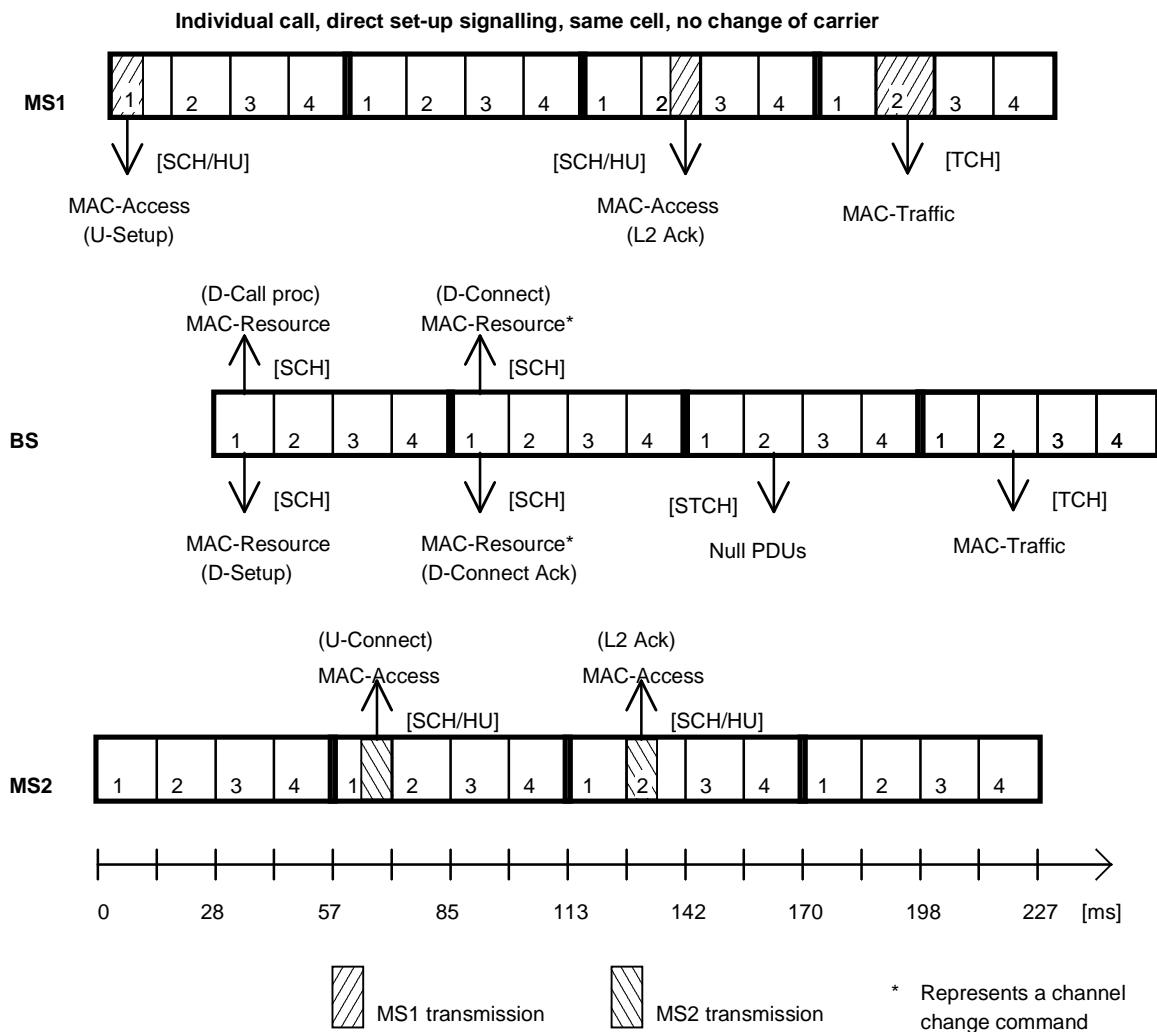 Individual call, direct set-up signalling, same cell, no change of carrier
MS1
1 2 3 4 1 2 3 4 1 2 3 4 1 2 3 4
[SCH/HU] [SCH/HU] [TCH]
MAC-Access MAC-Access MAC-Traffic
(U-Setup) (L2 Ack)
(D-Call proc) (D-Connect)
MAC-Resource MAC-Resource*
[SCH] [SCH]
BS
1 2 3 4 1 2 3 4 1 2 3 4 1 2 3 4
[SCH] [SCH] [STCH] [TCH]
MAC-Resource MAC-Resource* Null PDUs MAC-Traffic
(D-Setup) (D-Connect Ack)
(U-Connect) (L2 Ack)
MAC-Access MAC-Access
[SCH/HU] [SCH/HU]
MS2
1 2 3 4 1 2 3 4 1 2 3 4 1 2 3 4
0 28 57 85 113 142 170 198 227 [ms]
MS1 transmission MS2 transmission * Represents a channel
change command